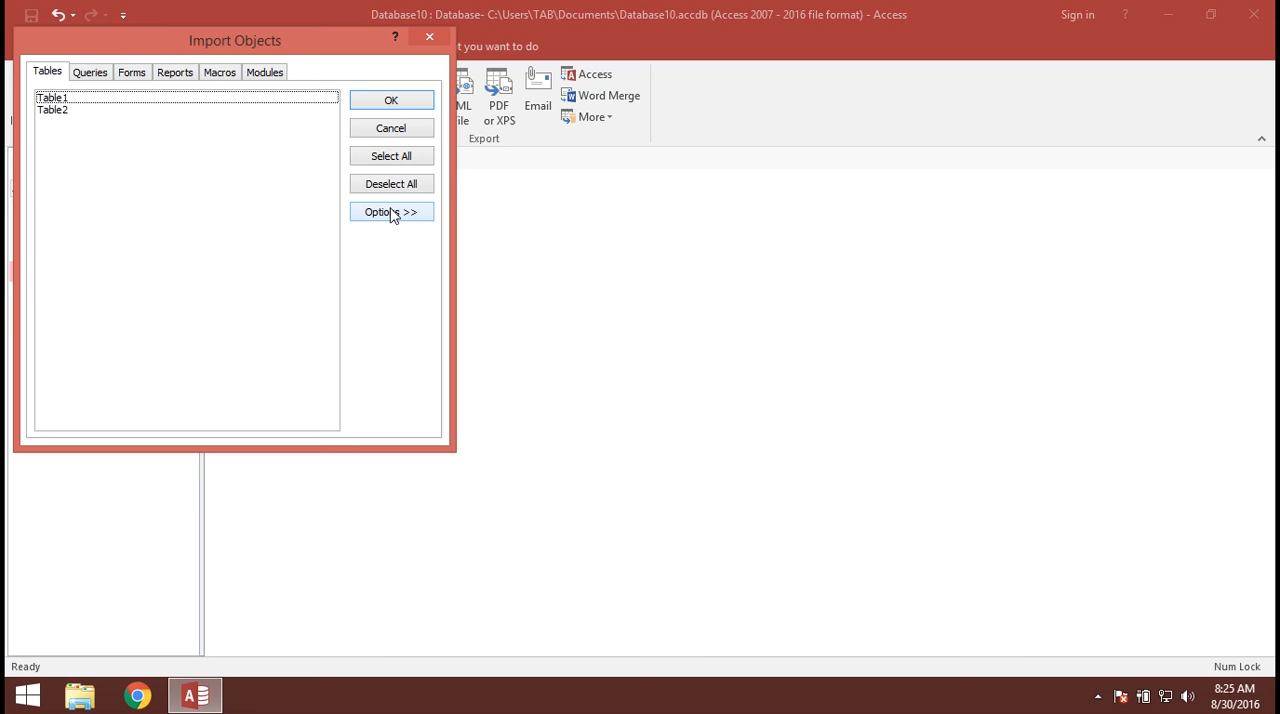 Database10 : Database- C:\Users\TAB\Documents\Database10.accdb (Access 2007 - 2016 file format) - Access
Sign in
?
Import Objects
?
t you want to do
Tables
Queries
Forms
Reports
Macros
Modules
Table1
Table2
OK
Cancel
Select All
Deselect All
Options >>
ML
ile
PDF
or XPS
Email
Access
Word Merge
More
Export
Ready
Num Lock
8:25 AM
8/30/2016